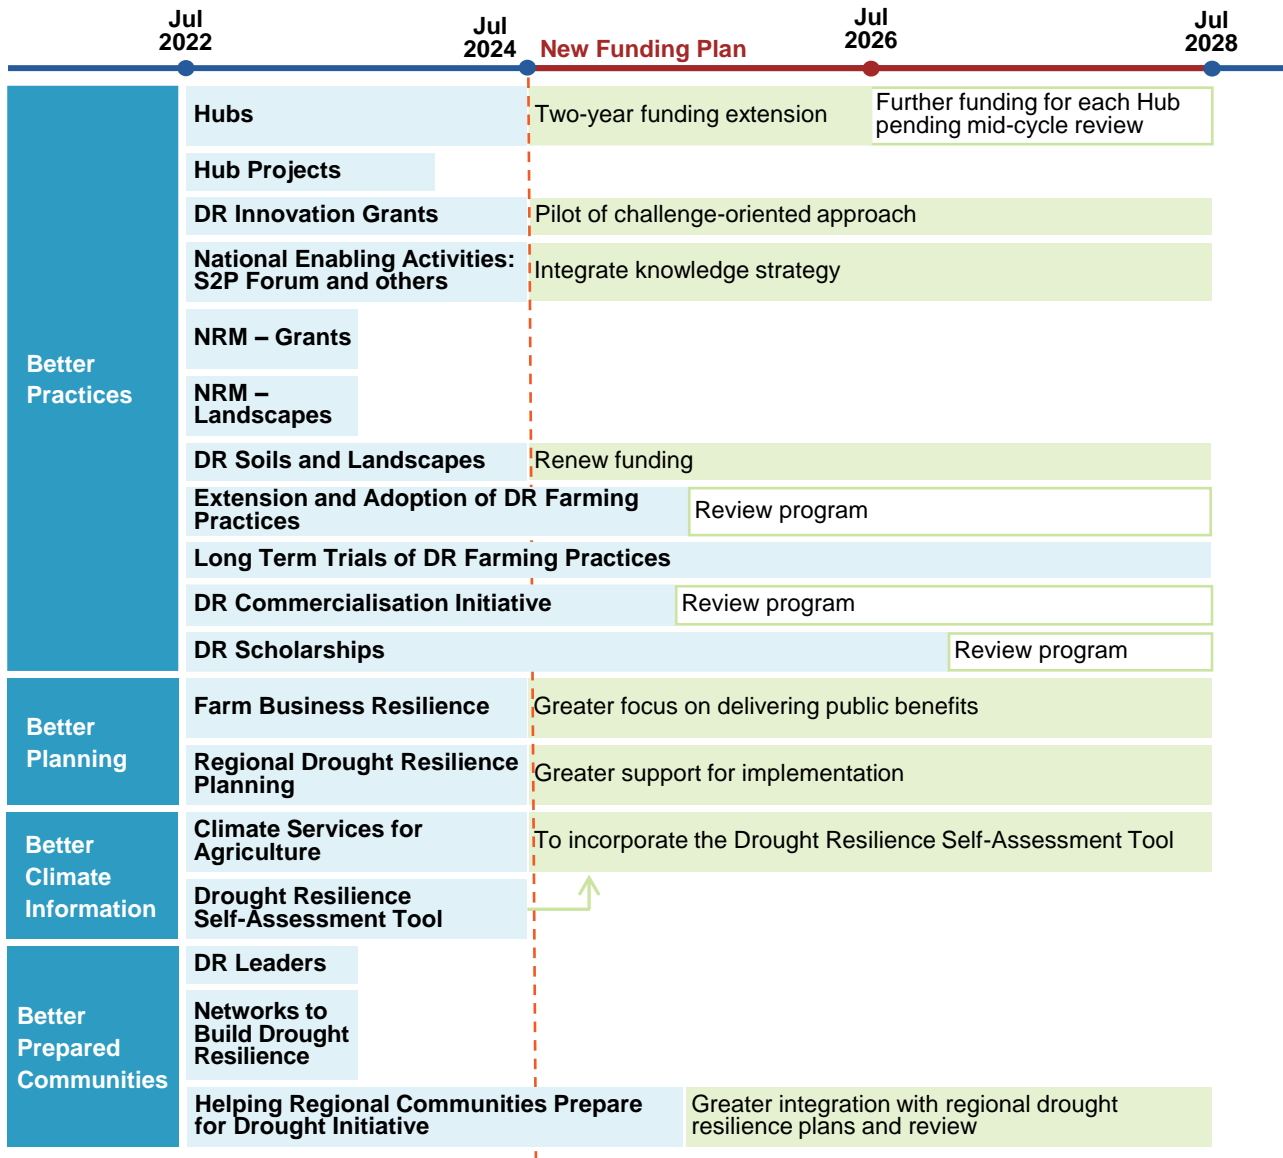 Jul
2022
Jul
2024
New Funding Plan
Jul
2026
Jul
2028
Better
Practices
Hubs
Two-year funding extension
Further funding for each Hub
pending mid-cycle review
Hub Projects
DR Innovation Grants
Pilot of challenge-oriented approach
National Enabling Activities:
S2P Forum and others
Integrate knowledge strategy
NRM – Grants
NRM –
Landscapes
DR Soils and Landscapes
Renew funding
Extension and Adoption of DR Farming
Practices
Review program
Long Term Trials of DR Farming Practices
DR Commercialisation Initiative
Review program
DR Scholarships
Review program
Better
Planning
Farm Business Resilience
Greater focus on delivering public benefits
Regional Drought Resilience
Planning
Greater support for implementation
Better
Climate
Information
Climate Services for
Agriculture
To incorporate the Drought Resilience Self-Assessment Tool
Drought Resilience
Self-Assessment Tool
Better
Prepared
Communities
DR Leaders
Networks to
Build Drought
Resilience
Helping Regional Communities Prepare
for Drought Initiative
Greater integration with regional drought
resilience plans and review